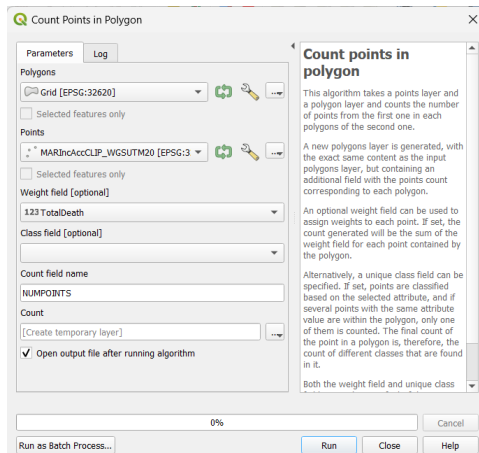 Count Points in Polygon
Parameters
Log
Polygons
Grid [EPSG:32620]
Selected features only
Points
MARIncAccCLIP_WGSUTM20 [EPSG:3
Selected features only
Weight field [optional]
123 TotalDeath
Class field [optional]
Count field name
NUMPOINTS
Count
[Create temporary layer]
Open output file after running algorithm
Count points in
polygon
This algorithm takes a points layer and
a polygon layer and counts the number
of points from the first one in each
polygons of the second one.
A new polygons layer is generated, with
the exact same content as the input
polygons layer, but containing an
additional field with the points count
corresponding to each polygon.
An optional weight field can be used to
assign weights to each point. If set, the
count generated will be the sum of the
weight field for each point contained by
the polygon.
Alternatively, a unique class field can be
specified. If set, points are classified
based on the selected attribute, and if
several points with the same attribute
value are within the polygon, only one
of them is counted. The final count of
the point in a polygon is, therefore, the
count of different classes that are found
in it.
Both the weight field and unique class
0%
Cancel
Run as Batch Process...
Run
Close
Help